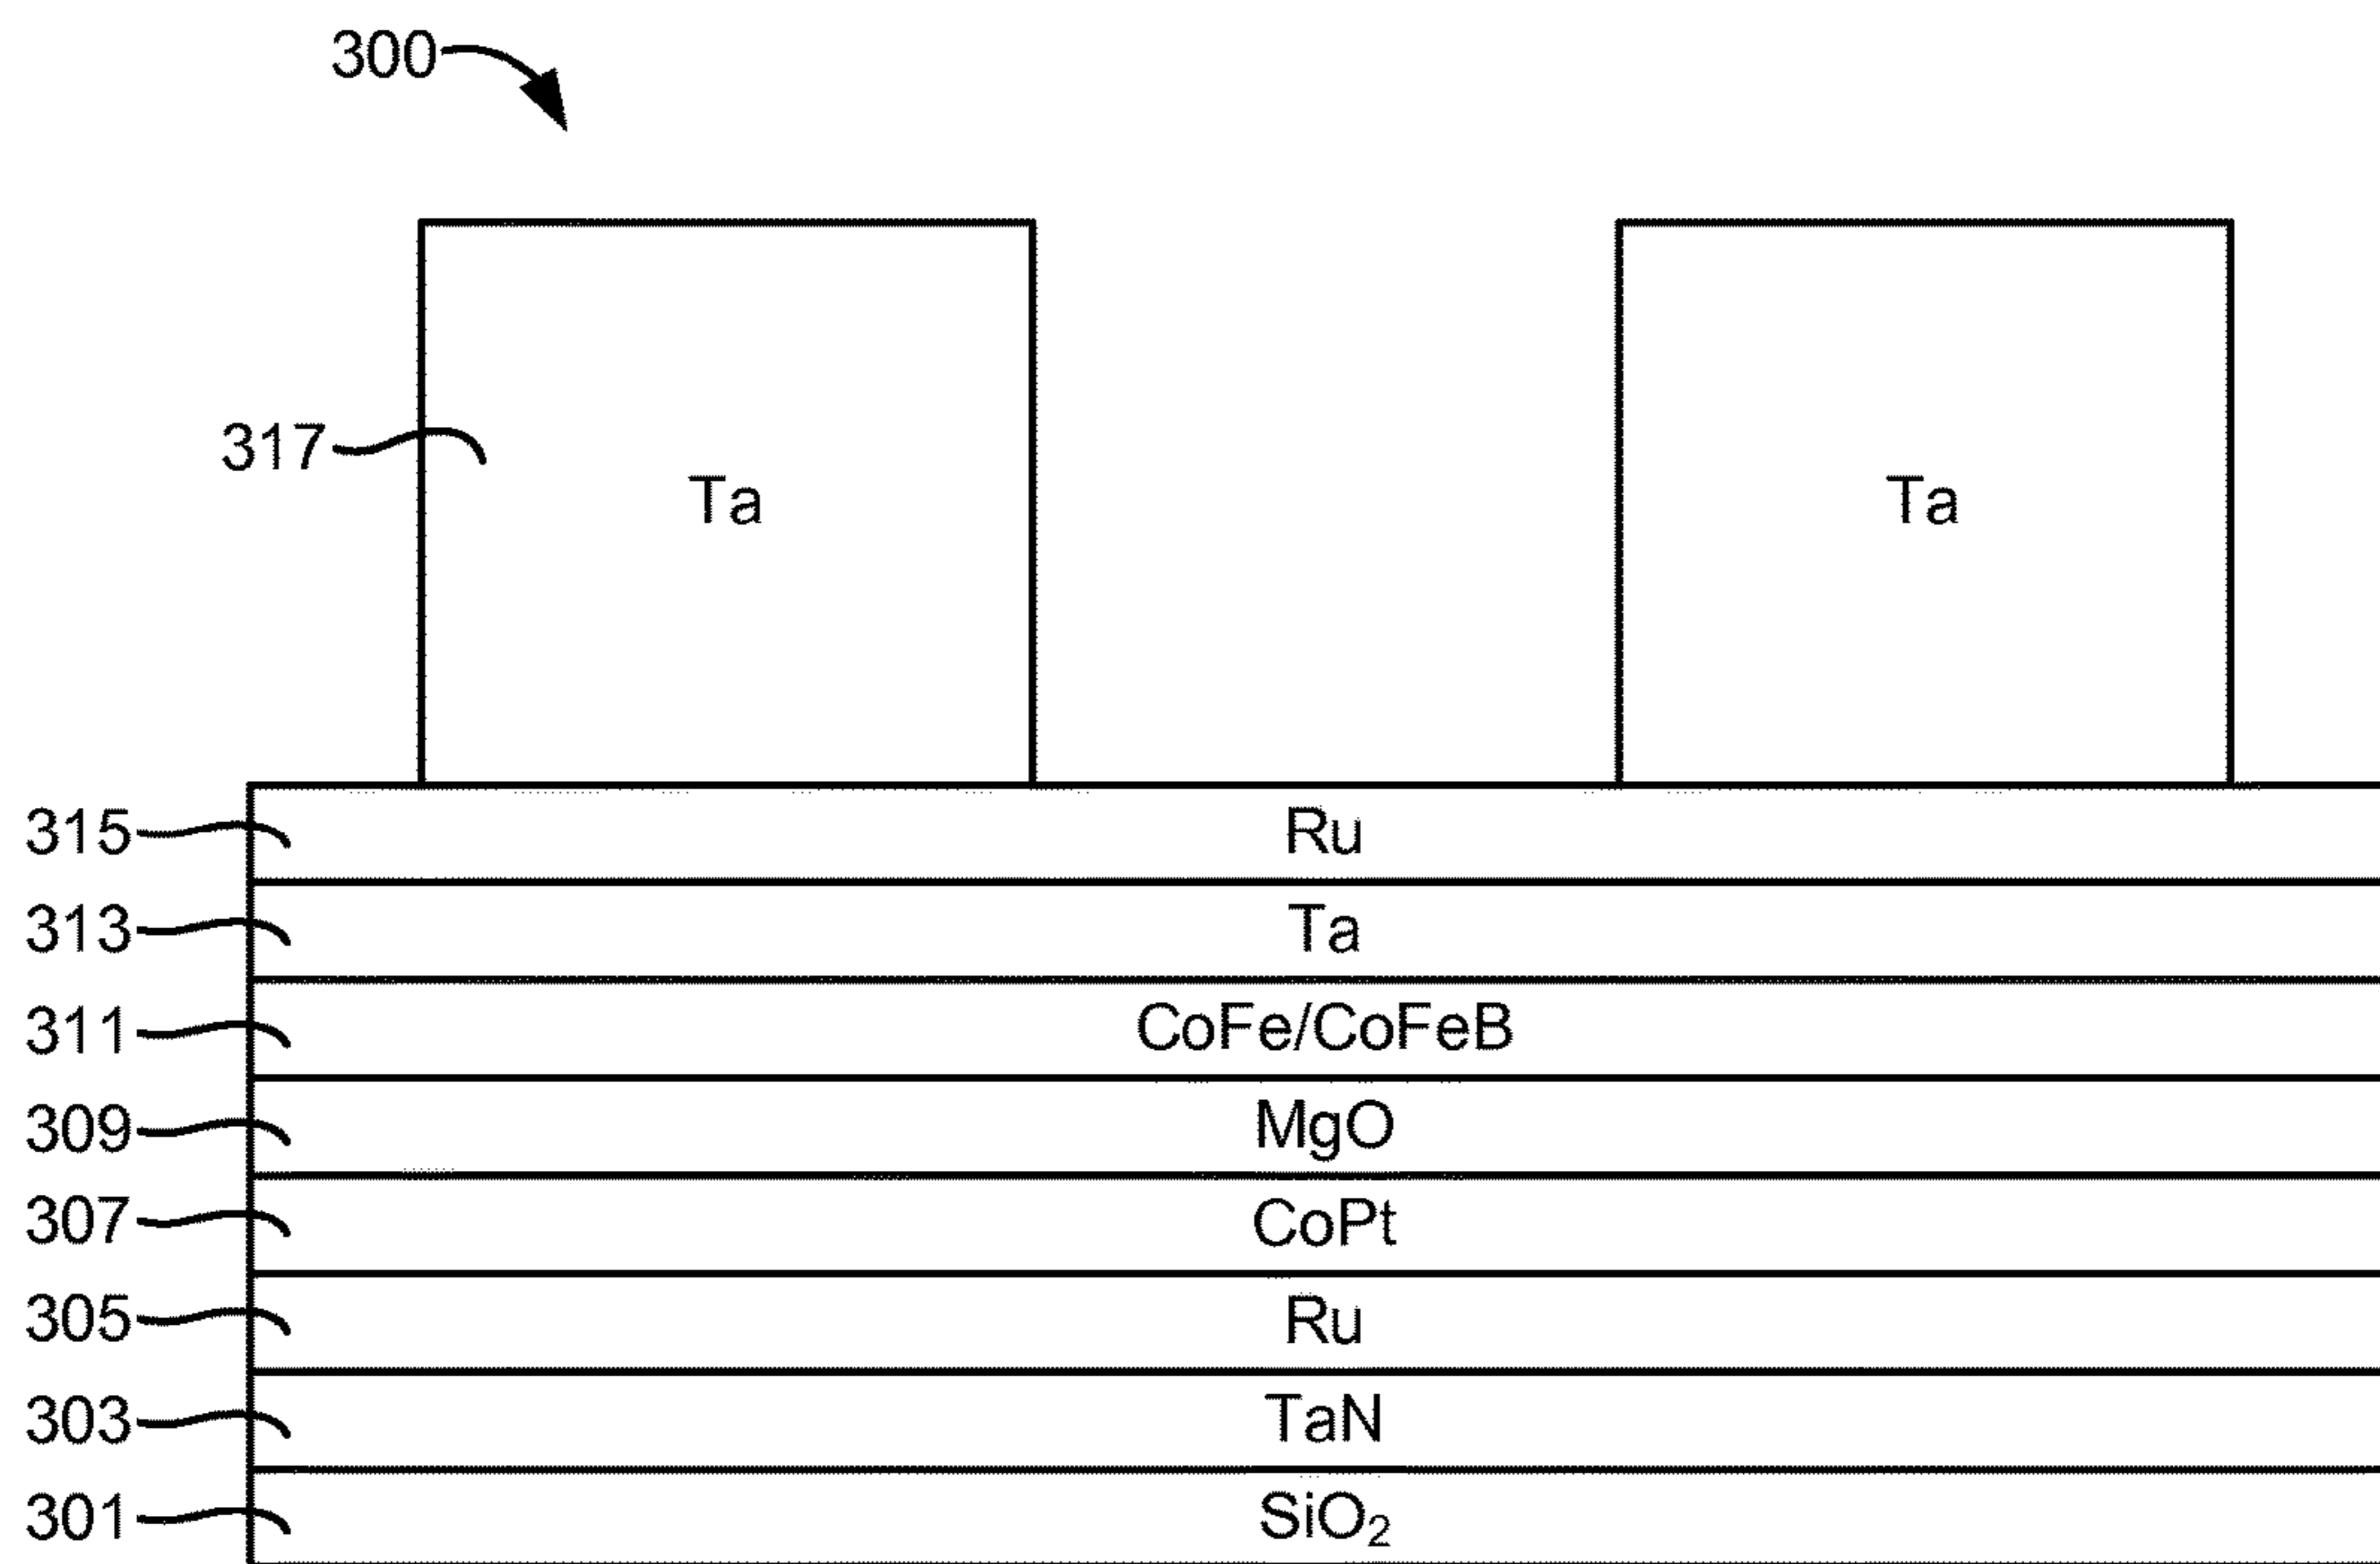 300
317 Ta Ta
315 Ru
313 Ta
311 CoFe/CoFeB
309 MgO
307 CoPt
305 Ru
303 TaN
301 SiO₂